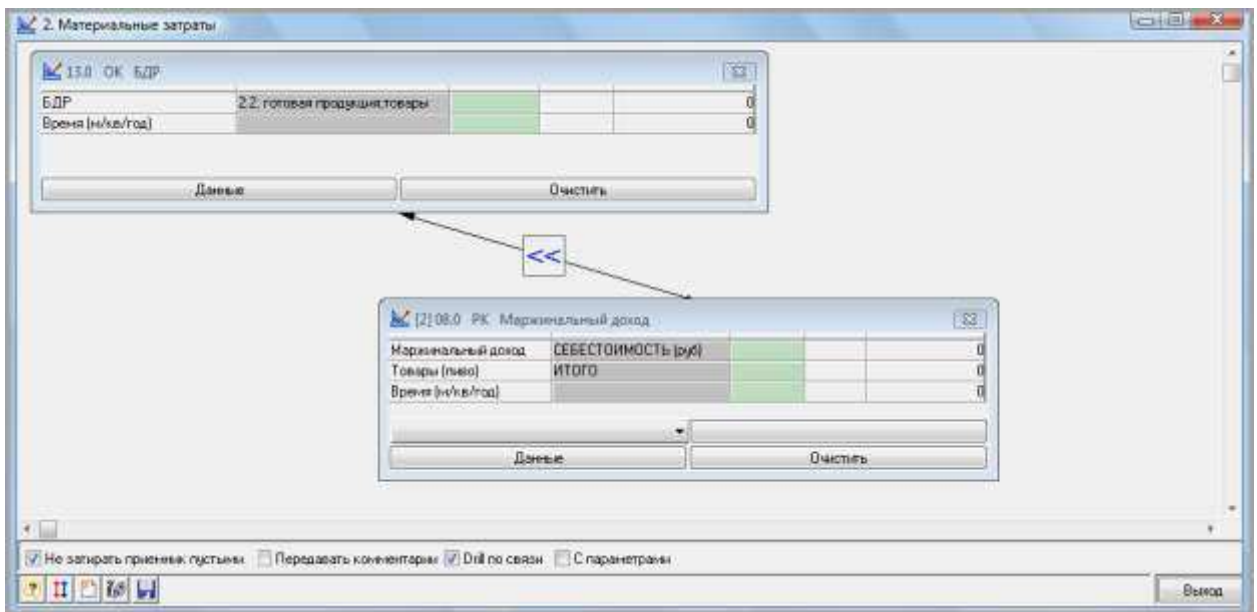 2. Материальные затраты
13.0 ОК БДР
БДР 2.2. готовая продукция,товары 0
Время (м/кв/год) 0
Данные Очистить
<<
[2] 08.0 РК Маржинальный доход
Маржинальный доход СЕБЕСТОИМОСТЬ (руб) 0
Товары (пиво) ИТОГО 0
Время (м/кв/год) 0
Данные Очистить
Не затирать приемник пустыми Передавать комментарии Drill по связи С параметрами
? Выход